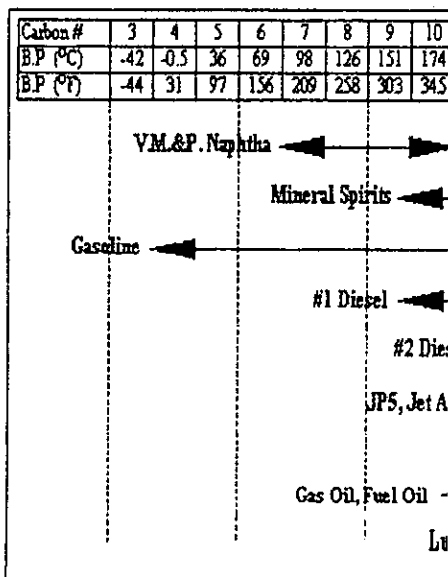 Carbon # 3 4 5 6 7 8 9 10
B.P (°C) -42 -0.5 36 69 98 126 151 174
B.P (°F) -44 31 97 156 209 258 303 345
V.M.&P. Naphtha
Mineral Spirits
Gasoline
#1 Diesel
#2 Dies
JP5, Jet A
Gas Oil, Fuel Oil
Lu